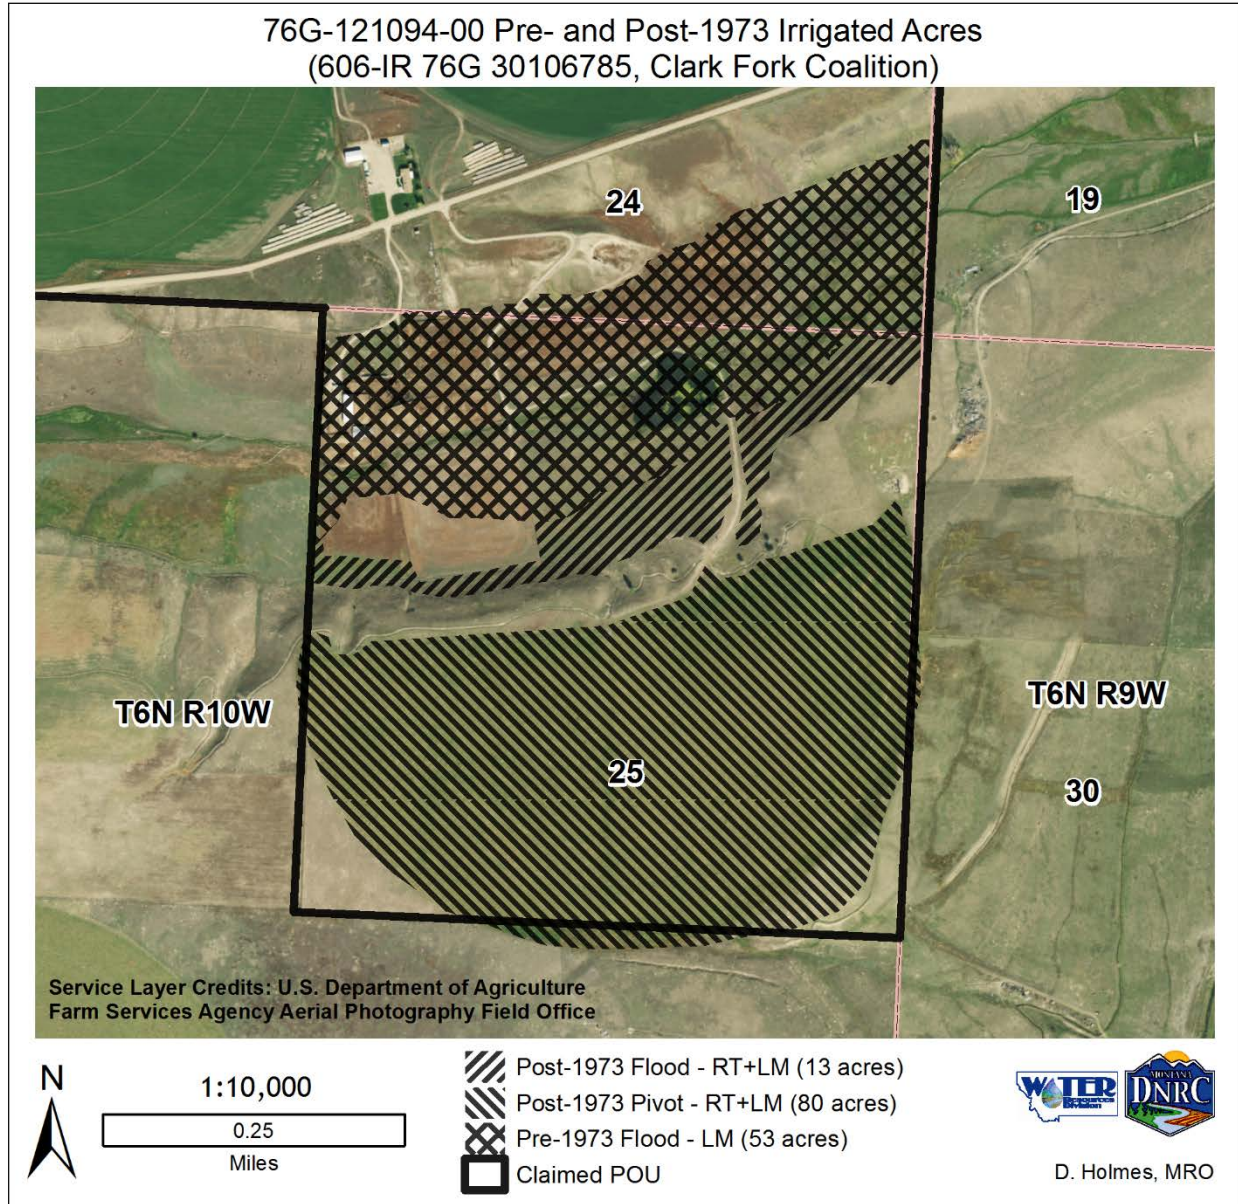 76G-121094-00 Pre- and Post-1973 Irrigated Acres
(606-IR 76G 30106785, Clark Fork Coalition)
24
19
T6N R10W
T6N R9W
25
30
Service Layer Credits: U.S. Department of Agriculture
Farm Services Agency Aerial Photography Field Office
N
1:10,000
0.25
Miles
Post-1973 Flood - RT+LM (13 acres)
Post-1973 Pivot - RT+LM (80 acres)
Pre-1973 Flood - LM (53 acres)
Claimed POU
WATER
Resources
Division
MONTANA
DNRC
D. Holmes, MRO